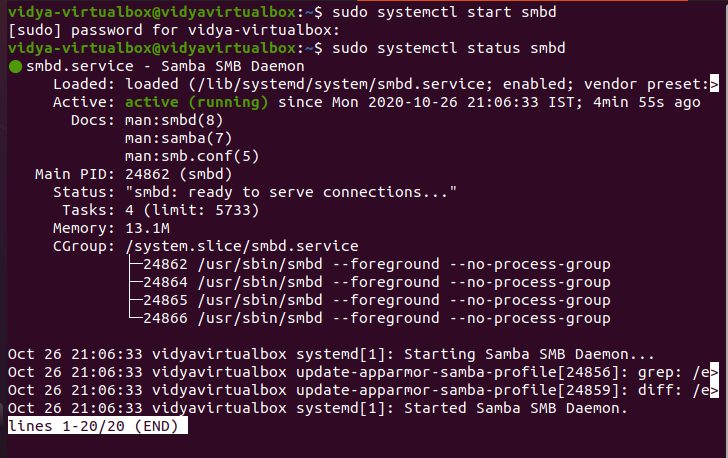 vidya-virtualbox@vidyavirtualbox:~$ sudo systemctl start smbd
[sudo] password for vidya-virtualbox:
vidya-virtualbox@vidyavirtualbox:~$ sudo systemctl status smbd
● smbd.service - Samba SMB Daemon
     Loaded: loaded (/lib/systemd/system/smbd.service; enabled; vendor preset:>
     Active: active (running) since Mon 2020-10-26 21:06:33 IST; 4min 55s ago
       Docs: man:smbd(8)
             man:samba(7)
             man:smb.conf(5)
   Main PID: 24862 (smbd)
     Status: "smbd: ready to serve connections..."
      Tasks: 4 (limit: 5733)
     Memory: 13.1M
     CGroup: /system.slice/smbd.service
             ├─24862 /usr/sbin/smbd --foreground --no-process-group
             ├─24864 /usr/sbin/smbd --foreground --no-process-group
             ├─24865 /usr/sbin/smbd --foreground --no-process-group
             └─24866 /usr/sbin/smbd --foreground --no-process-group
Oct 26 21:06:33 vidyavirtualbox systemd[1]: Starting Samba SMB Daemon...
Oct 26 21:06:33 vidyavirtualbox update-apparmor-samba-profile[24856]: grep: /e>
Oct 26 21:06:33 vidyavirtualbox update-apparmor-samba-profile[24859]: diff: /e>
Oct 26 21:06:33 vidyavirtualbox systemd[1]: Started Samba SMB Daemon.
lines 1-20/20 (END)